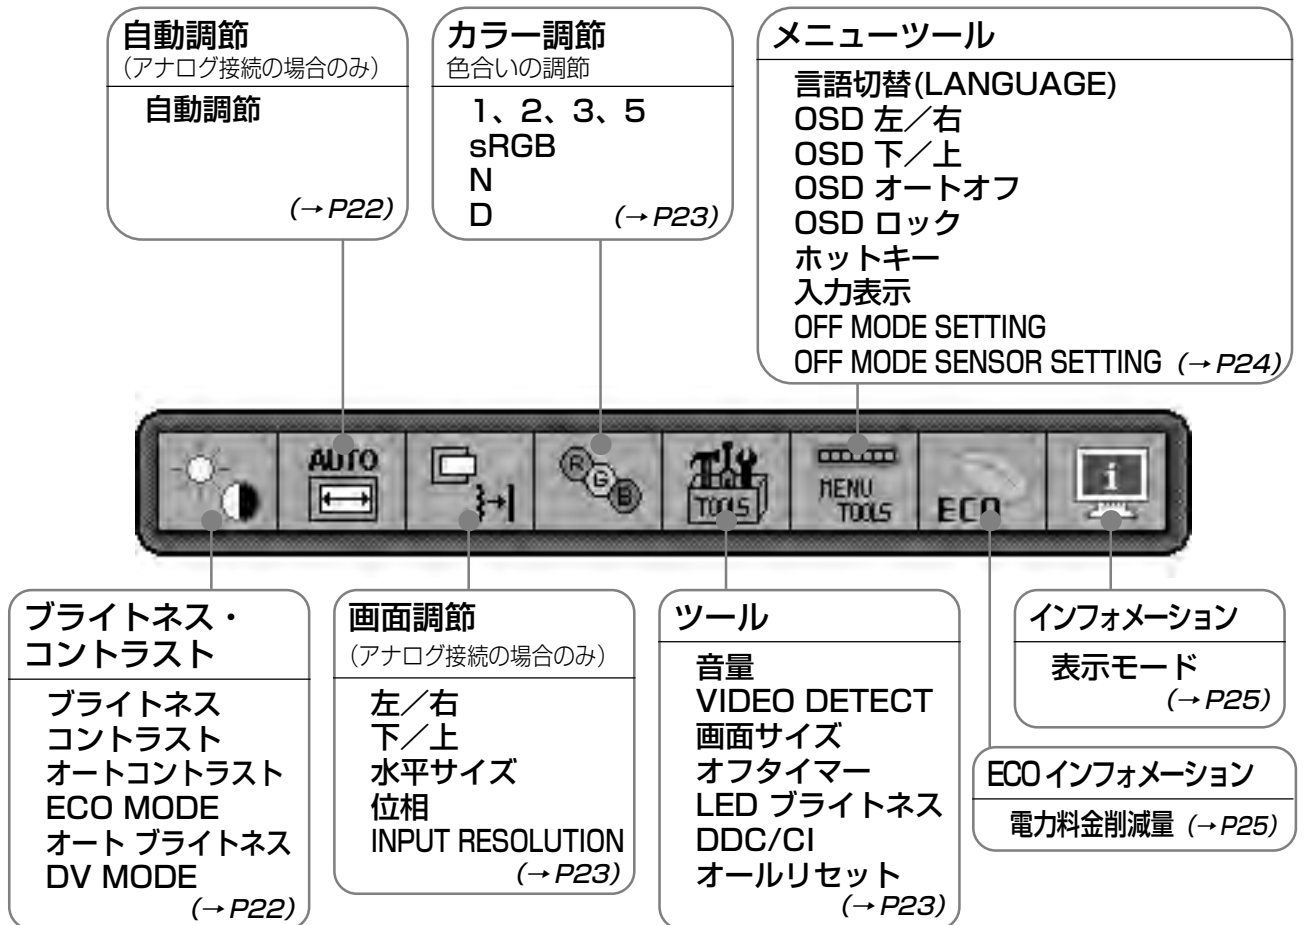 自動調節
(アナログ接続の場合のみ)
自動調節
(→P22)
カラー調節
色合いの調節
1、2、3、5
sRGB
N
D (→P23)
メニューツール
言語切替(LANGUAGE)
OSD 左／右
OSD 下／上
OSD オートオフ
OSD ロック
ホットキー
入力表示
OFF MODE SETTING
OFF MODE SENSOR SETTING (→P24)
AUTO
R G B
TOOLS
MENU
TOOLS
ECO
i
ブライトネス・
コントラスト
ブライトネス
コントラスト
オートコントラスト
ECO MODE
オート ブライトネス
DV MODE
(→P22)
画面調節
(アナログ接続の場合のみ)
左／右
下／上
水平サイズ
位相
INPUT RESOLUTION
(→P23)
ツール
音量
VIDEO DETECT
画面サイズ
オフタイマー
LED ブライトネス
DDC/CI
オールリセット
(→P23)
インフォメーション
表示モード
(→P25)
ECO インフォメーション
電力料金削減量 (→P25)